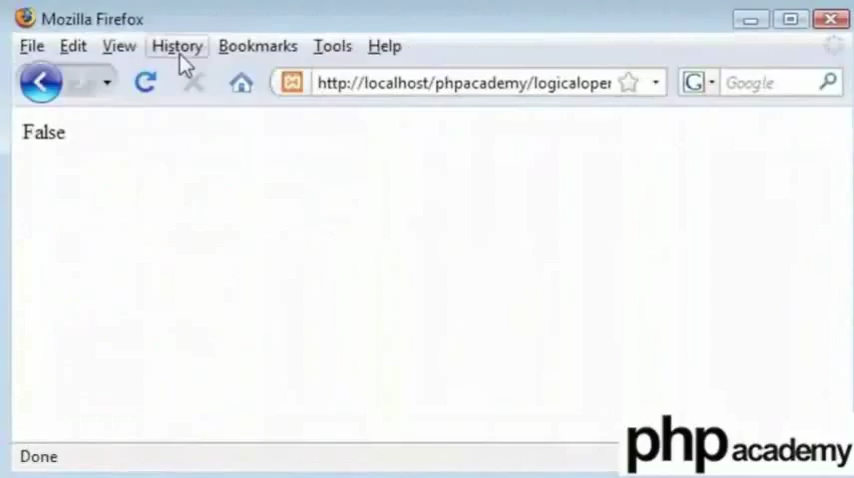 Mozilla Firefox
File Edit View History Bookmarks Tools Help
http://localhost/phpacademy/logicaloper G Google
False
Done
php academy